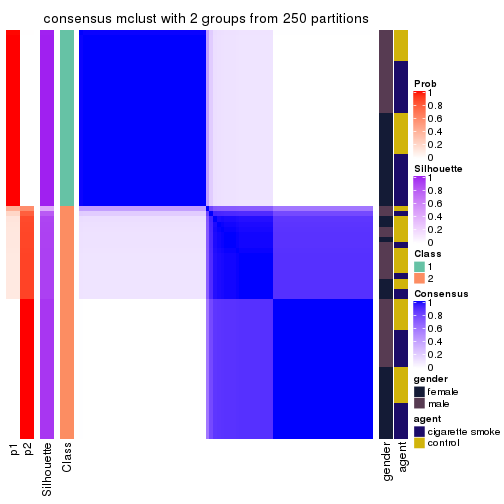 consensus mclust with 2 groups from 250 partitions
Prob
1
0.8
0.6
0.4
0.2
0
Silhouette
1
0.8
0.6
0.4
0.2
0
Class
1
2
Consensus
1
0.8
0.6
0.4
0.2
0
gender
female
male
agent
cigarette smoke
control
p1
p2
Silhouette
Class
gender
agent